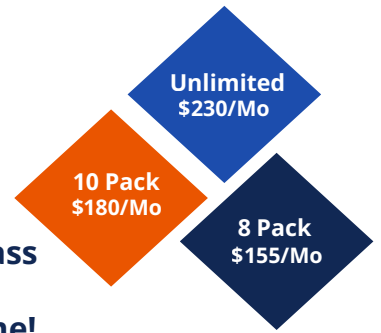 Unlimited
$230/Mo
10 Pack
$180/Mo
8 Pack
$155/Mo